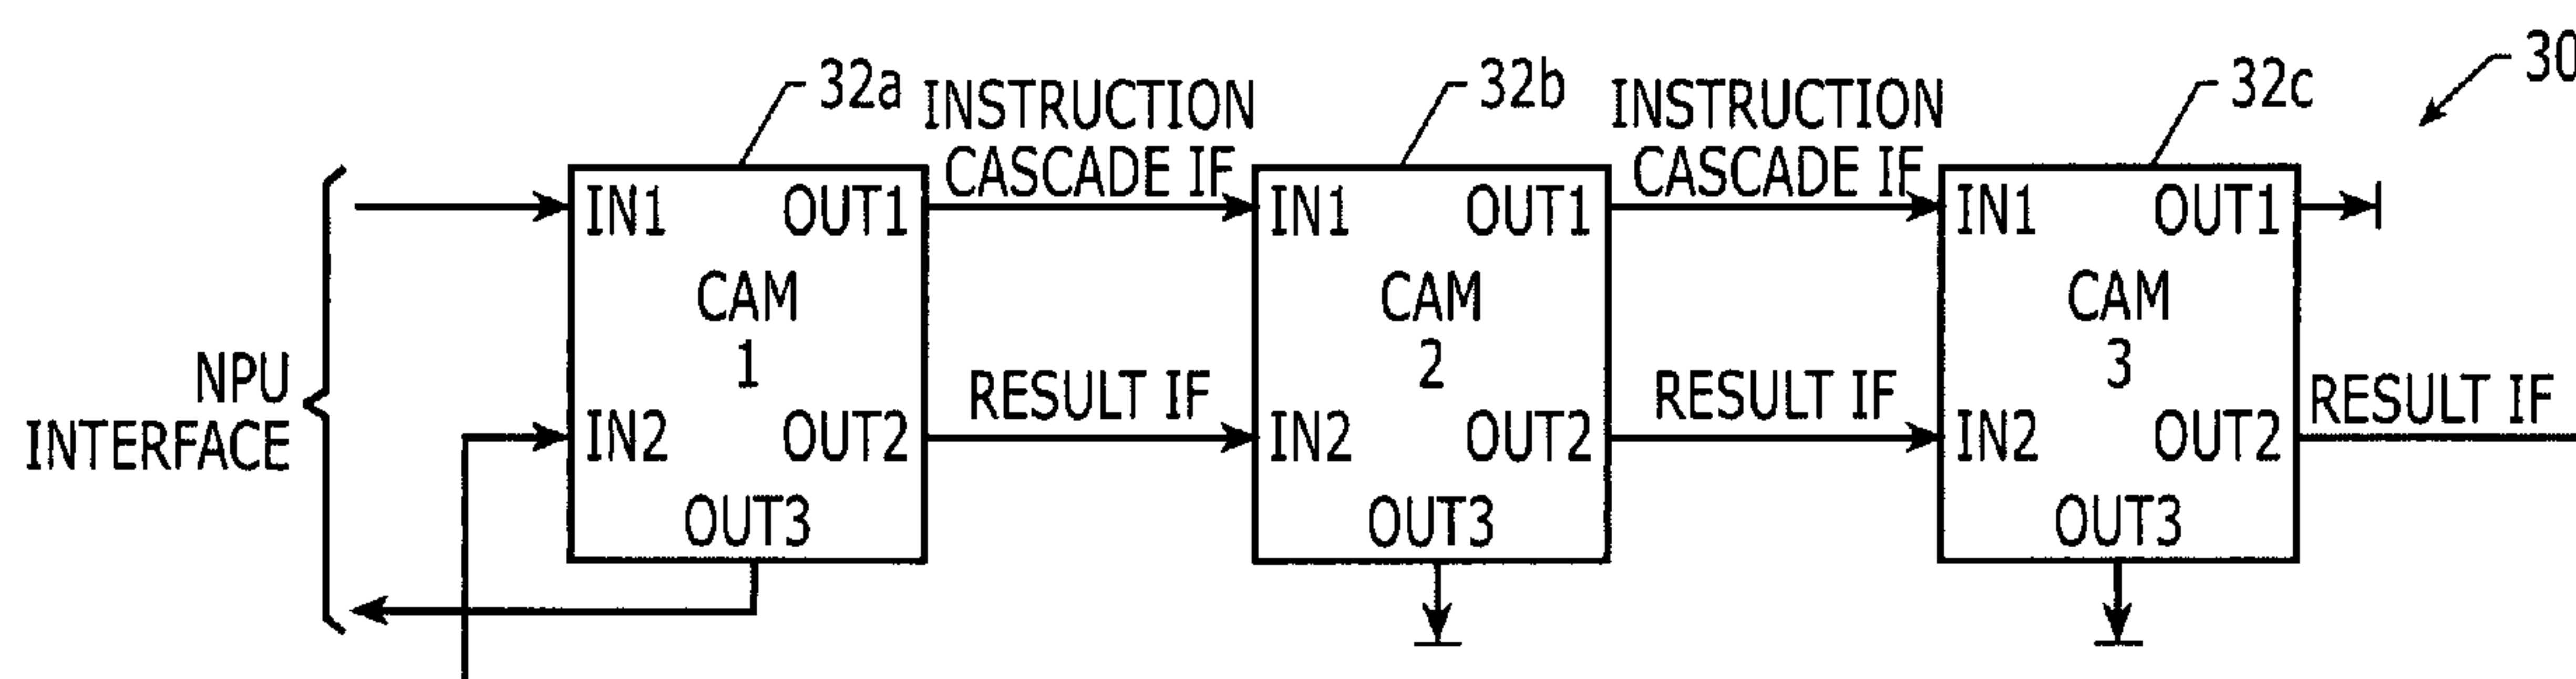 30
32a
INSTRUCTION
CASCADE IF
32b
INSTRUCTION
CASCADE IF
32c
IN1 OUT1
CAM
1
IN2 OUT2
OUT3
IN1 OUT1
CAM
2
IN2 OUT2
OUT3
IN1 OUT1
CAM
3
IN2 OUT2
OUT3
NPU
INTERFACE
RESULT IF
RESULT IF
RESULT IF